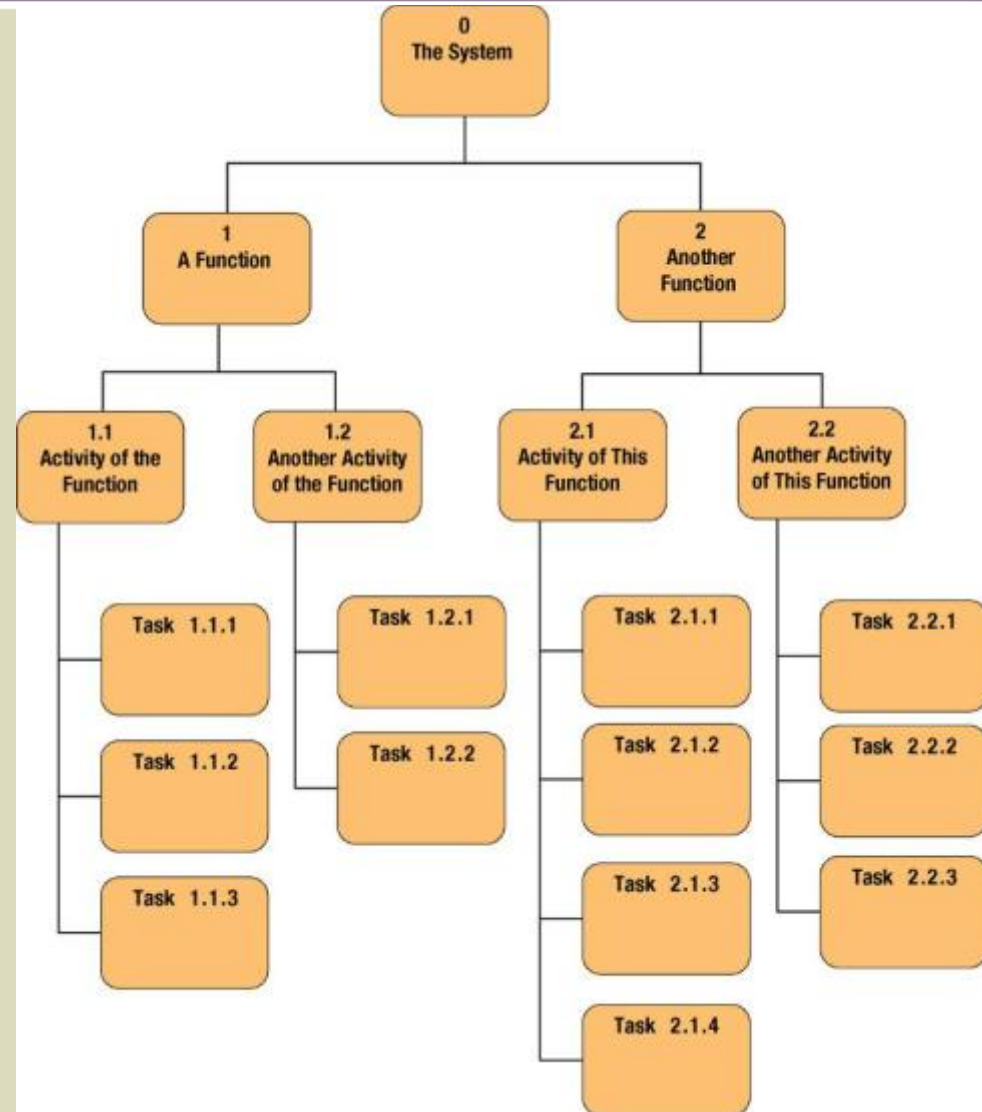 0
The System
1
A Function
2
Another
Function
1.1
Activity of the
Function
1.2
Another Activity
of the Function
2.1
Activity of This
Function
2.2
Another Activity
of This Function
Task 1.1.1
Task 1.1.2
Task 1.1.3
Task 1.2.1
Task 1.2.2
Task 2.1.1
Task 2.1.2
Task 2.1.3
Task 2.1.4
Task 2.2.1
Task 2.2.2
Task 2.2.3